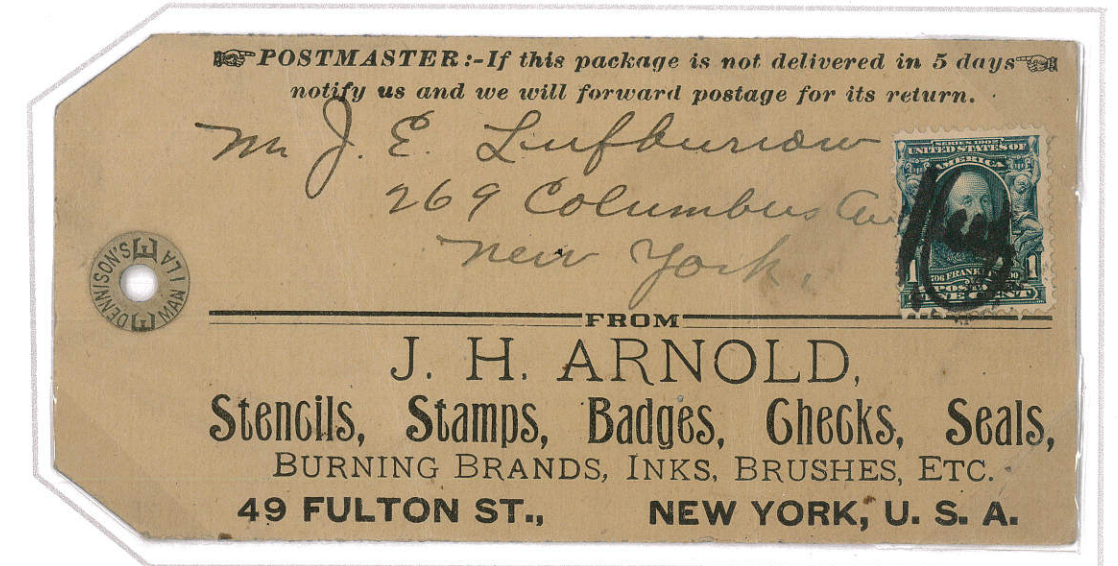 POSTMASTER:-If this package is not delivered in 5 days
notify us and we will forward postage for its return.
Mr J. E. Lufburrow
269 Columbus Av
New York.
SERIES 1902
UNITED STATES OF
AMERICA
FRANKLIN
1 1
POSTAGE
ONE CENT
DENNISON'S
MANILA
FROM
J. H. ARNOLD,
Stencils, Stamps, Badges, Checks, Seals,
BURNING BRANDS, INKS, BRUSHES, ETC.
49 FULTON ST., NEW YORK, U. S. A.